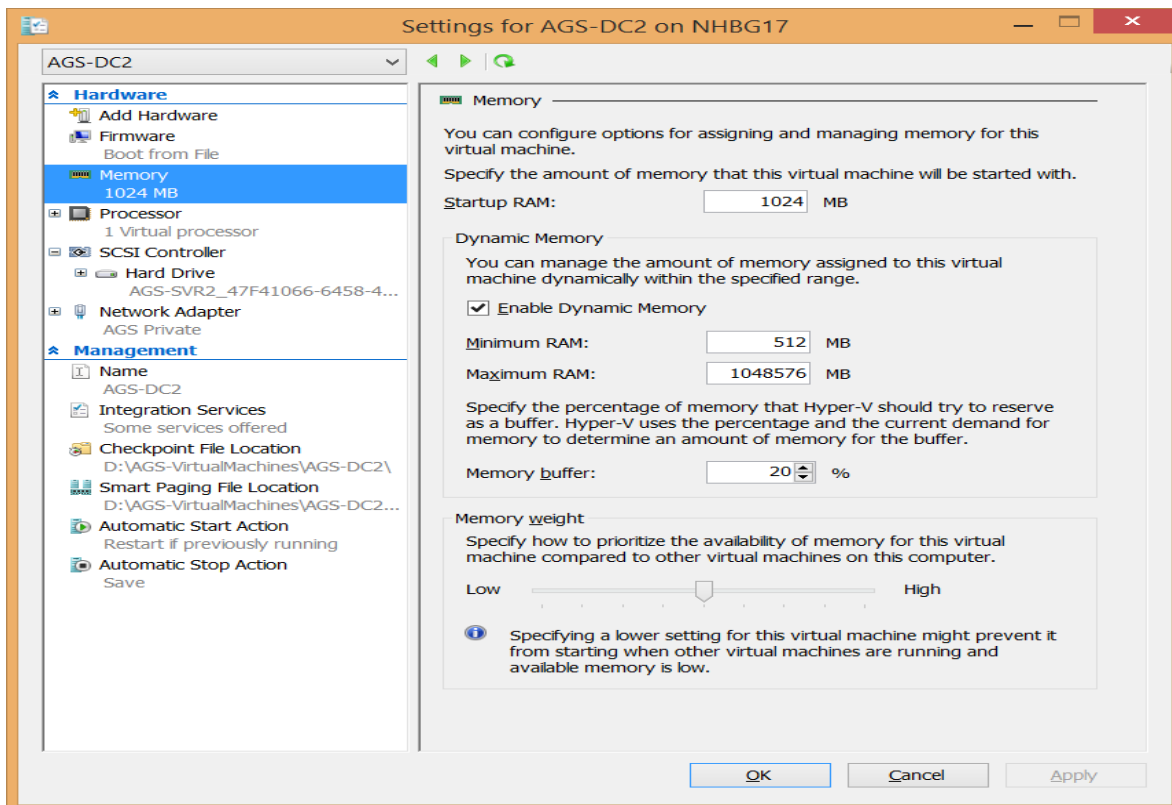 Settings for AGS-DC2 on NHBG17
AGS-DC2
Hardware
Add Hardware
Firmware
Boot from File
Memory
1024 MB
Processor
1 Virtual processor
SCSI Controller
Hard Drive
AGS-SVR2_47F41066-6458-4...
Network Adapter
AGS Private
Management
Name
AGS-DC2
Integration Services
Some services offered
Checkpoint File Location
D:\AGS-VirtualMachines\AGS-DC2\
Smart Paging File Location
D:\AGS-VirtualMachines\AGS-DC2...
Automatic Start Action
Restart if previously running
Automatic Stop Action
Save
Memory
You can configure options for assigning and managing memory for this
virtual machine.
Specify the amount of memory that this virtual machine will be started with.
Startup RAM: 1024 MB
Dynamic Memory
You can manage the amount of memory assigned to this virtual
machine dynamically within the specified range.
Enable Dynamic Memory
Minimum RAM: 512 MB
Maximum RAM: 1048576 MB
Specify the percentage of memory that Hyper-V should try to reserve
as a buffer. Hyper-V uses the percentage and the current demand for
memory to determine an amount of memory for the buffer.
Memory buffer: 20 %
Memory weight
Specify how to prioritize the availability of memory for this virtual
machine compared to other virtual machines on this computer.
Low High
Specifying a lower setting for this virtual machine might prevent it
from starting when other virtual machines are running and
available memory is low.
OK Cancel Apply